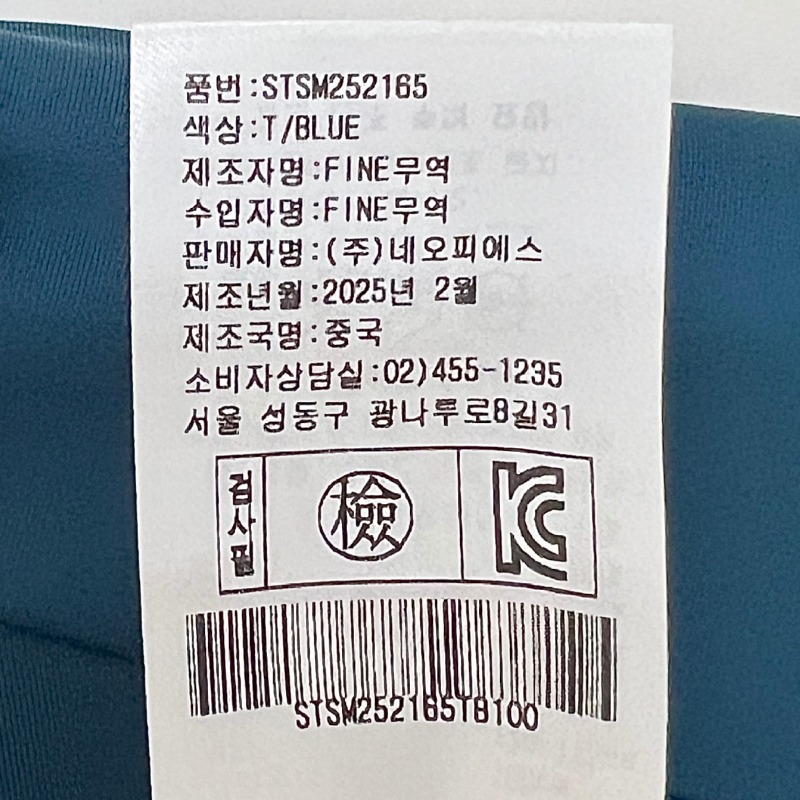 품번:STSM252165
색상:T/BLUE
제조자명:FINE무역
수입자명:FINE무역
판매자명:(주)네오피에스
제조년월:2025년 2월
제조국명:중국
소비자상담실:02)455-1235
서울 성동구 광나루로8길31
검사필 檢 KC
STSM252165TB100